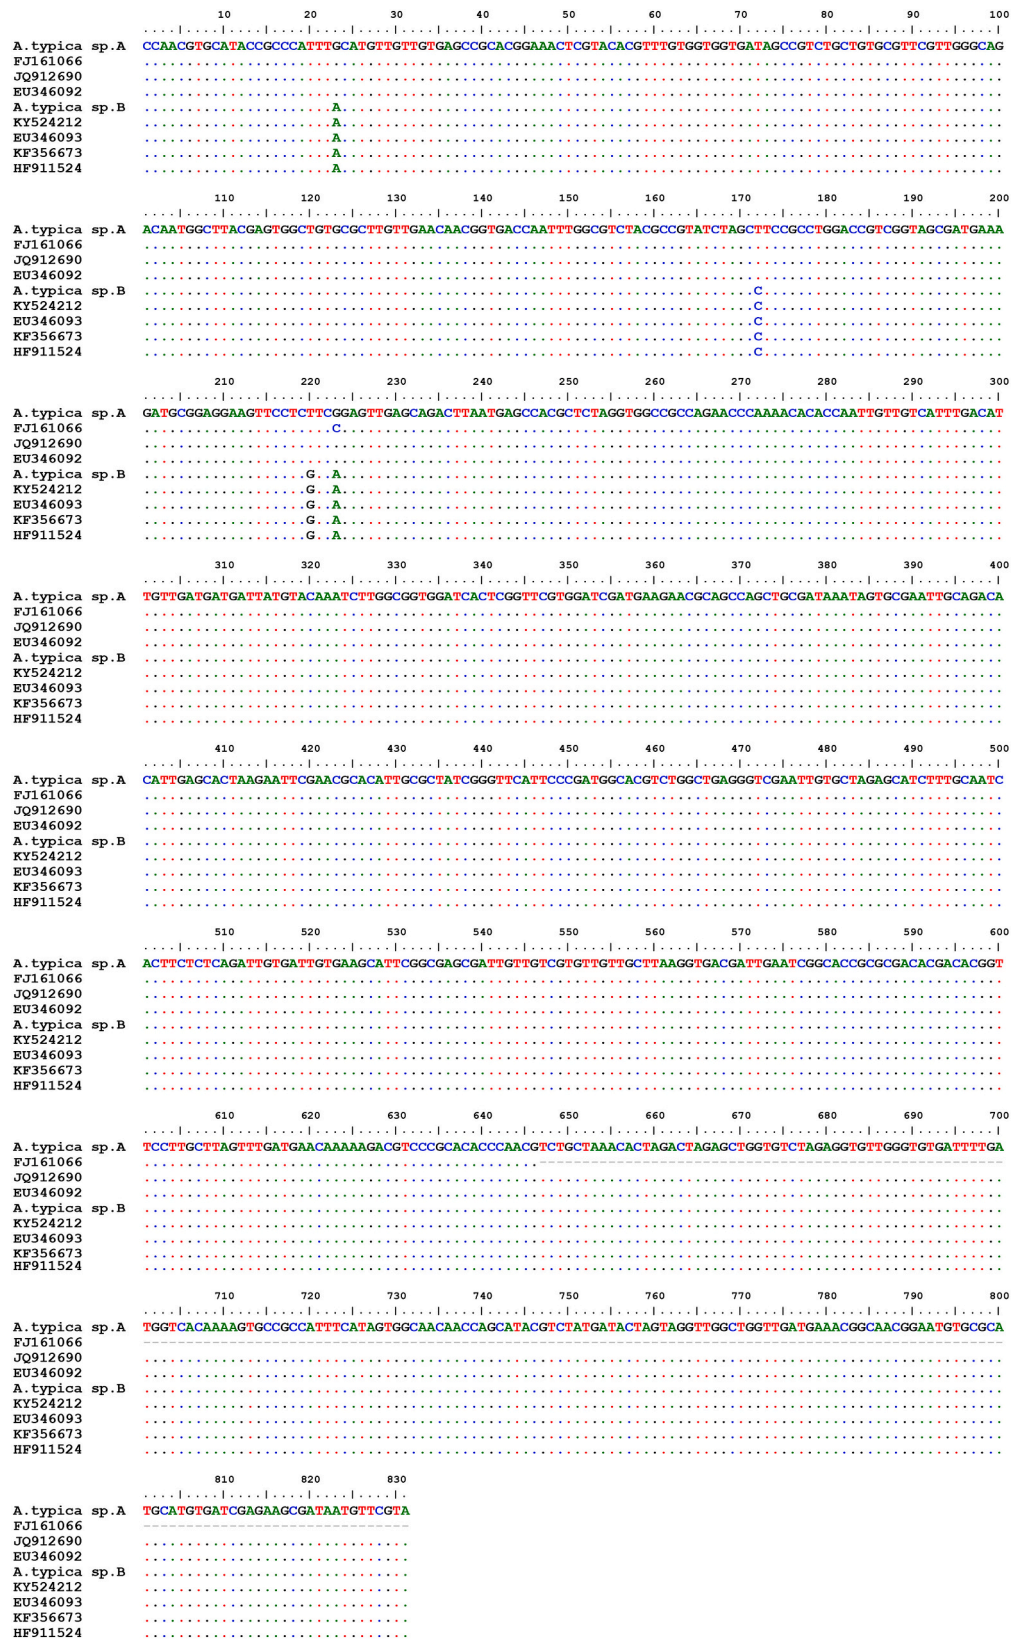 10 20 30 40 50 60 70 80 90 100
A.typica sp.A CCAACGTGCATACCGCCCATTTGCATGTTGTTGTGAGCCGCACGGAAACTCGTACACGTTTGTGGTGGTGATAGCCGTCTGCTGTGCGTTCGTTGGGCAG
FJ161066
JQ912690
EU346092
A.typica sp.B A
KY524212 A
EU346093 A
KF356673 A
HF911524 A
110 120 130 140 150 160 170 180 190 200
A.typica sp.A ACAATGGCTTACGAGTGGCTGTGCGCTTGTTGAACAACGGTGACCAATTTGGCGTCTACGCCGTATCTAGCTTCCGCCTGGACCGTCGGTAGCGATGAAA
FJ161066
JQ912690
EU346092
A.typica sp.B C
KY524212 C
EU346093 C
KF356673 C
HF911524 C
210 220 230 240 250 260 270 280 290 300
A.typica sp.A GATGCGGAGGAAGTTCCTCTTCGGAGTTGAGCAGACTTAATGAGCCACGCTCTAGGTGGCCGCCAGAACCCAAAACACACCAATTGTTGTCATTTGACAT
FJ161066 C
JQ912690
EU346092
A.typica sp.B G..A
KY524212 G..A
EU346093 G..A
KF356673 G..A
HF911524 G..A
310 320 330 340 350 360 370 380 390 400
A.typica sp.A TGTTGATGATGATTATGTACAAATCTTGGCGGTGGATCACTCGGTTCGTGGATCGATGAAGAACGCAGCCAGCTGCGATAAATAGTGCGAATTGCAGACA
FJ161066
JQ912690
EU346092
A.typica sp.B
KY524212
EU346093
KF356673
HF911524
410 420 430 440 450 460 470 480 490 500
A.typica sp.A CATTGAGCACTAAGAATTCGAACGCACATTGCGCTATCGGGTTCATTCCCGATGGCACGTCTGGCTGAGGGTCGAATTGTGCTAGAGCATCTTTGCAATC
FJ161066
JQ912690
EU346092
A.typica sp.B
KY524212
EU346093
KF356673
HF911524
510 520 530 540 550 560 570 580 590 600
A.typica sp.A ACTTCTCTCAGATTGTGATTGTGAAGCATTCGGCGAGCGATTGTTGTCGTGTTGTTGCTTAAGGTGACGATTGAATCGGCACCGCGCGACACGACACGGT
FJ161066
JQ912690
EU346092
A.typica sp.B
KY524212
EU346093
KF356673
HF911524
610 620 630 640 650 660 670 680 690 700
A.typica sp.A TCCTTGCTTAGTTTGATGAACAAAAAGACGTCCCGCACACCCAACGTCTGCTAAACACTAGACTAGAGCTGGTGTCTAGAGGTGTTGGGTGTGATTTTGA
FJ161066
JQ912690
EU346092
A.typica sp.B
KY524212
EU346093
KF356673
HF911524
710 720 730 740 750 760 770 780 790 800
A.typica sp.A TGGTCACAAAAGTGCCGCCATTTCATAGTGGCAACAACCAGCATACGTCTATGATACTAGTAGGTTGGCTGGTTGATGAAACGGCAACGGAATGTGCGCA
FJ161066
JQ912690
EU346092
A.typica sp.B
KY524212
EU346093
KF356673
HF911524
810 820 830
A.typica sp.A TGCATGTGATCGAGAAGCGATAATGTTCGTA
FJ161066
JQ912690
EU346092
A.typica sp.B
KY524212
EU346093
KF356673
HF911524